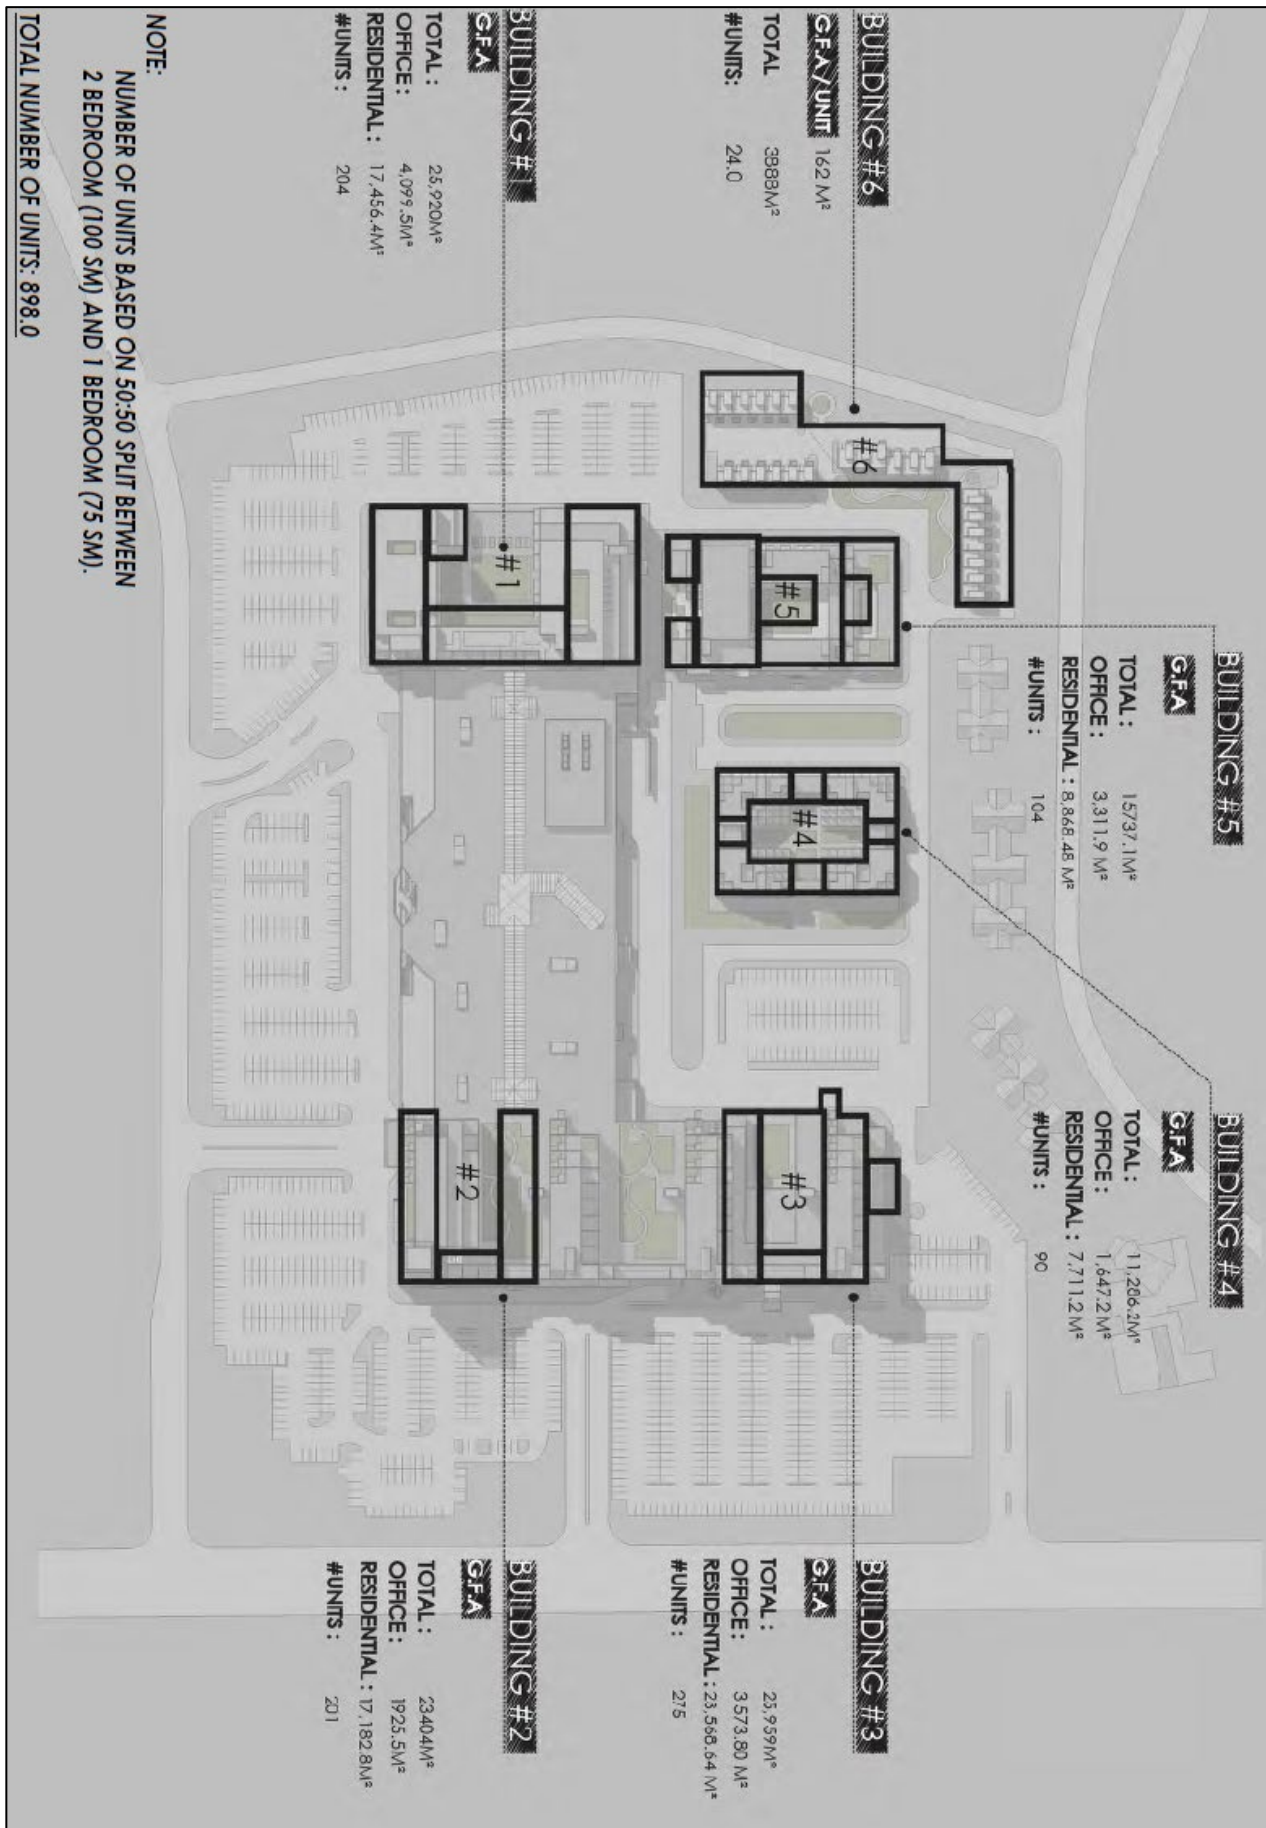 BUILDING #6
G.F.A/UNIT 162 M²
TOTAL 3888M²
#UNITS: 24.0
BUILDING #5
G.F.A
TOTAL : 15737.1M²
OFFICE : 3,311.9 M²
RESIDENTIAL : 8,868.48 M²
#UNITS : 104
BUILDING #4
G.F.A
TOTAL : 11,286.2M²
OFFICE : 1,647.2M²
RESIDENTIAL : 7,711.2M²
#UNITS : 90
BUILDING #1
G.F.A
TOTAL : 25,920M²
OFFICE : 4,099.5M²
RESIDENTIAL : 17,456.4M²
#UNITS : 204
BUILDING #3
G.F.A
TOTAL : 25,959M²
OFFICE : 3573.80 M²
RESIDENTIAL : 23,568.64 M²
#UNITS : 275
BUILDING #2
G.F.A
TOTAL : 23404M²
OFFICE : 1925.5M²
RESIDENTIAL : 17,182.8M²
#UNITS : 201
#6
#5
#4
#3
#1
#2
NOTE:
NUMBER OF UNITS BASED ON 50:50 SPLIT BETWEEN
2 BEDROOM (100 SM) AND 1 BEDROOM (75 SM).
TOTAL NUMBER OF UNITS: 898.0